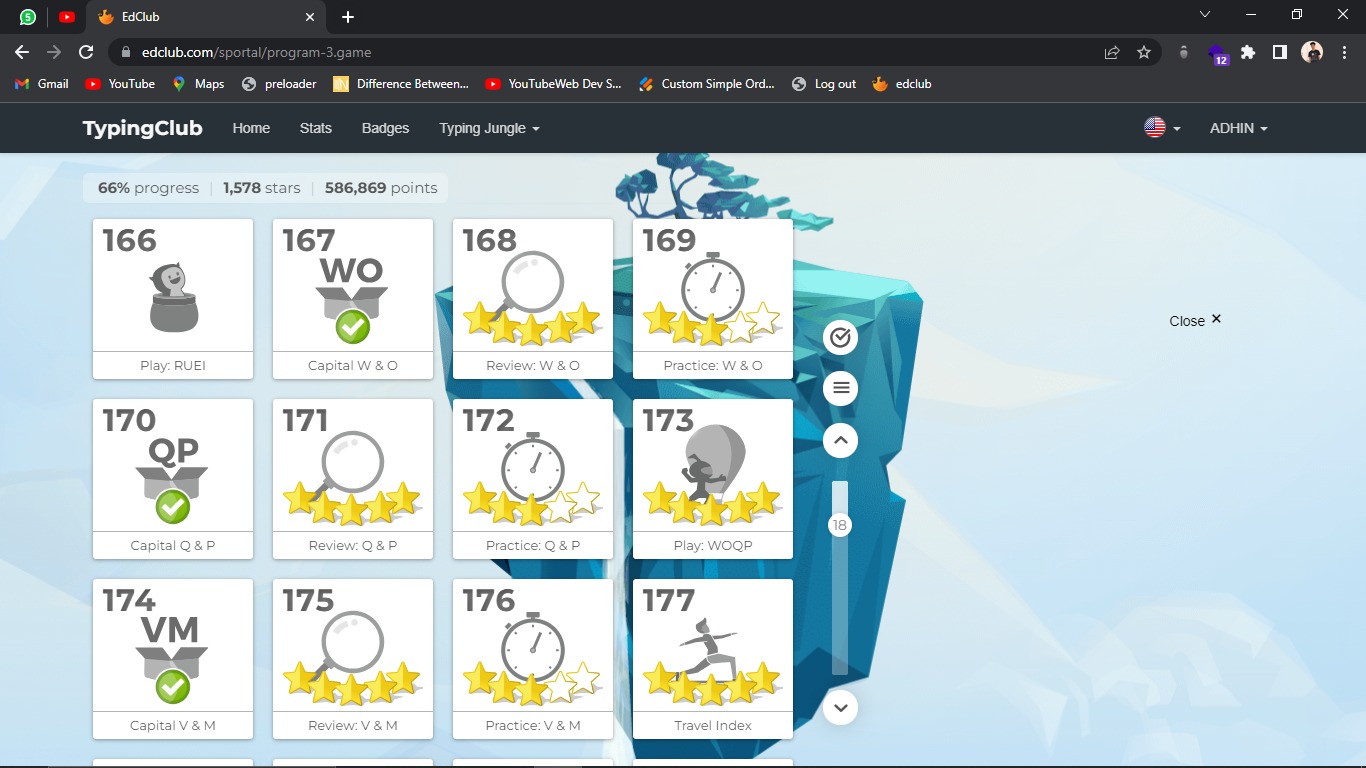 5
EdClub
edclub.com/sportal/program-3.game
12
Gmail YouTube Maps preloader Difference Between... YouTubeWeb Dev S... Custom Simple Ord... Log out edclub
TypingClub Home Stats Badges Typing Jungle ADHIN
66% progress | 1,578 stars | 586,869 points
166 167 168 169
WO
Close ×
Play: RUEI Capital W & O Review: W & O Practice: W & O
170 171 172 173
QP
18
Capital Q & P Review: Q & P Practice: Q & P Play: WOQP
174 175 176 177
VM
Capital V & M Review: V & M Practice: V & M Travel Index